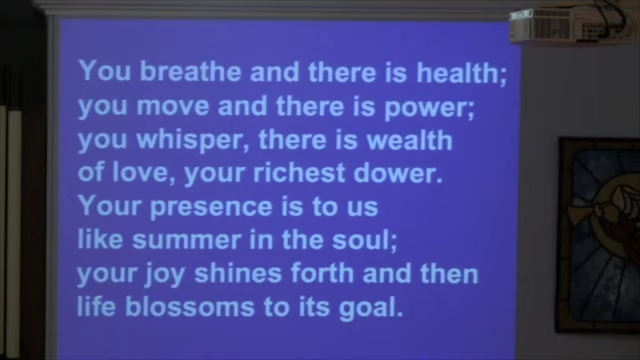 You breathe and there is health;
you move and there is power;
you whisper, there is wealth
of love, your richest dower.
Your presence is to us
like summer in the soul;
your joy shines forth and then
life blossoms to its goal.